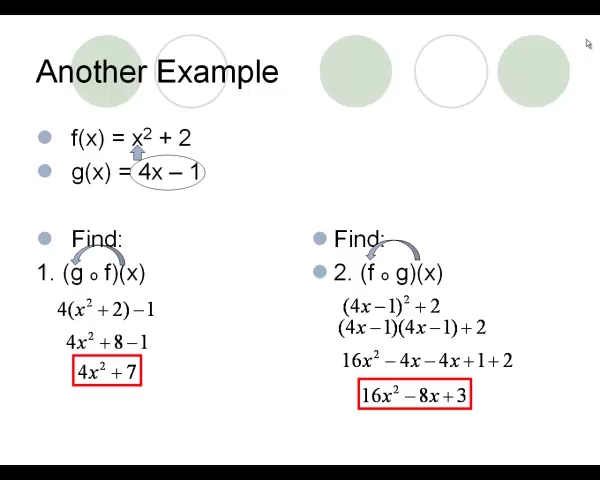 Another Example
f(x) = x² + 2
g(x) = 4x – 1
Find:
1. (g ∘ f)(x)
4(x² + 2) – 1
4x² + 8 – 1
4x² + 7
Find:
2. (f ∘ g)(x)
(4x – 1)² + 2
(4x – 1)(4x – 1) + 2
16x² – 4x – 4x + 1 + 2
16x² – 8x + 3